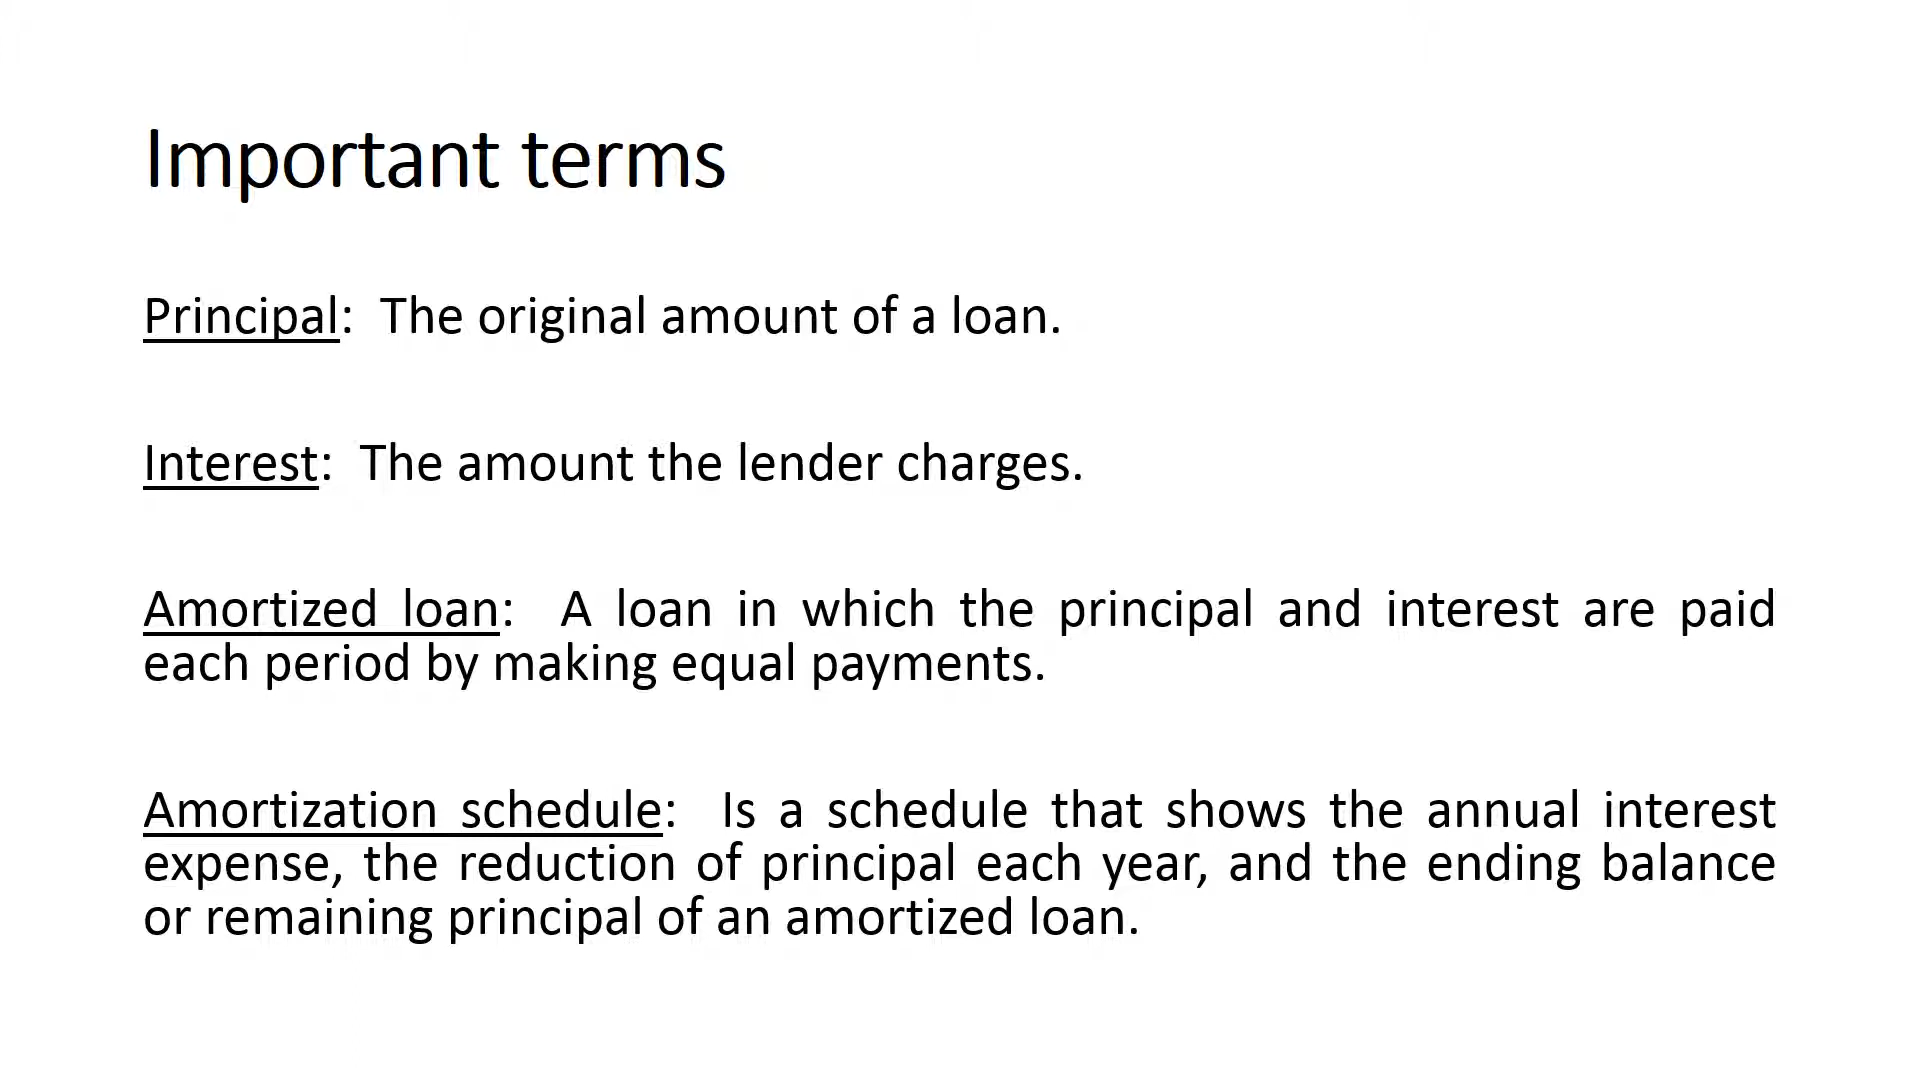 Important terms
Principal:  The original amount of a loan.
Interest:  The amount the lender charges.
Amortized loan:  A loan in which the principal and interest are paid
each period by making equal payments.
Amortization schedule:  Is a schedule that shows the annual interest
expense, the reduction of principal each year, and the ending balance
or remaining principal of an amortized loan.